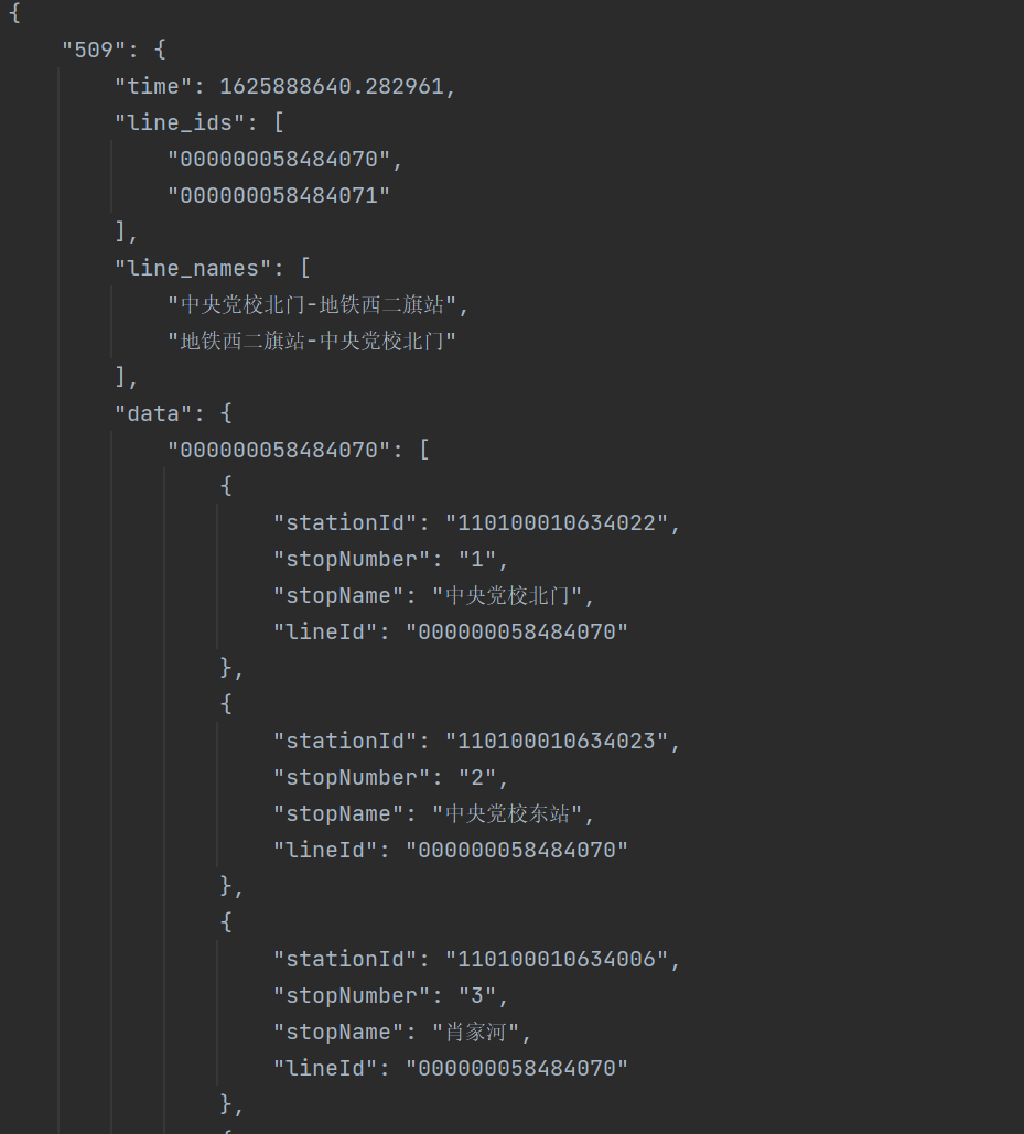 {
"509": {
"time": 1625888640.282961,
"line_ids": [
"000000058484070",
"000000058484071"
],
"line_names": [
"中央党校北门-地铁西二旗站",
"地铁西二旗站-中央党校北门"
],
"data": {
"000000058484070": [
{
"stationId": "110100010634022",
"stopNumber": "1",
"stopName": "中央党校北门",
"lineId": "000000058484070"
},
{
"stationId": "110100010634023",
"stopNumber": "2",
"stopName": "中央党校东站",
"lineId": "000000058484070"
},
{
"stationId": "110100010634006",
"stopNumber": "3",
"stopName": "肖家河",
"lineId": "000000058484070"
},
{